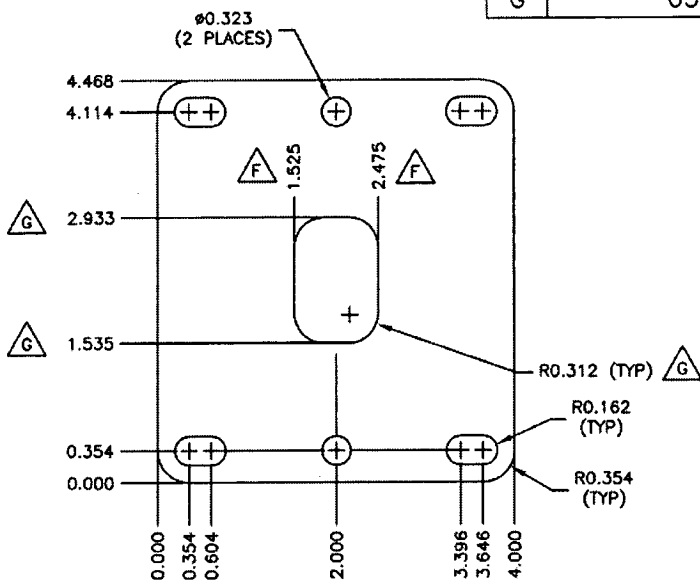 G 05
ø0.323
(2 PLACES)
4.468
4.114
F 1.525 2.475 F
G 2.933
G 1.535
R0.312 (TYP) G
R0.162
(TYP)
0.354
0.000
R0.354
(TYP)
0.000 0.354 0.604 2.000 3.396 3.646 4.000